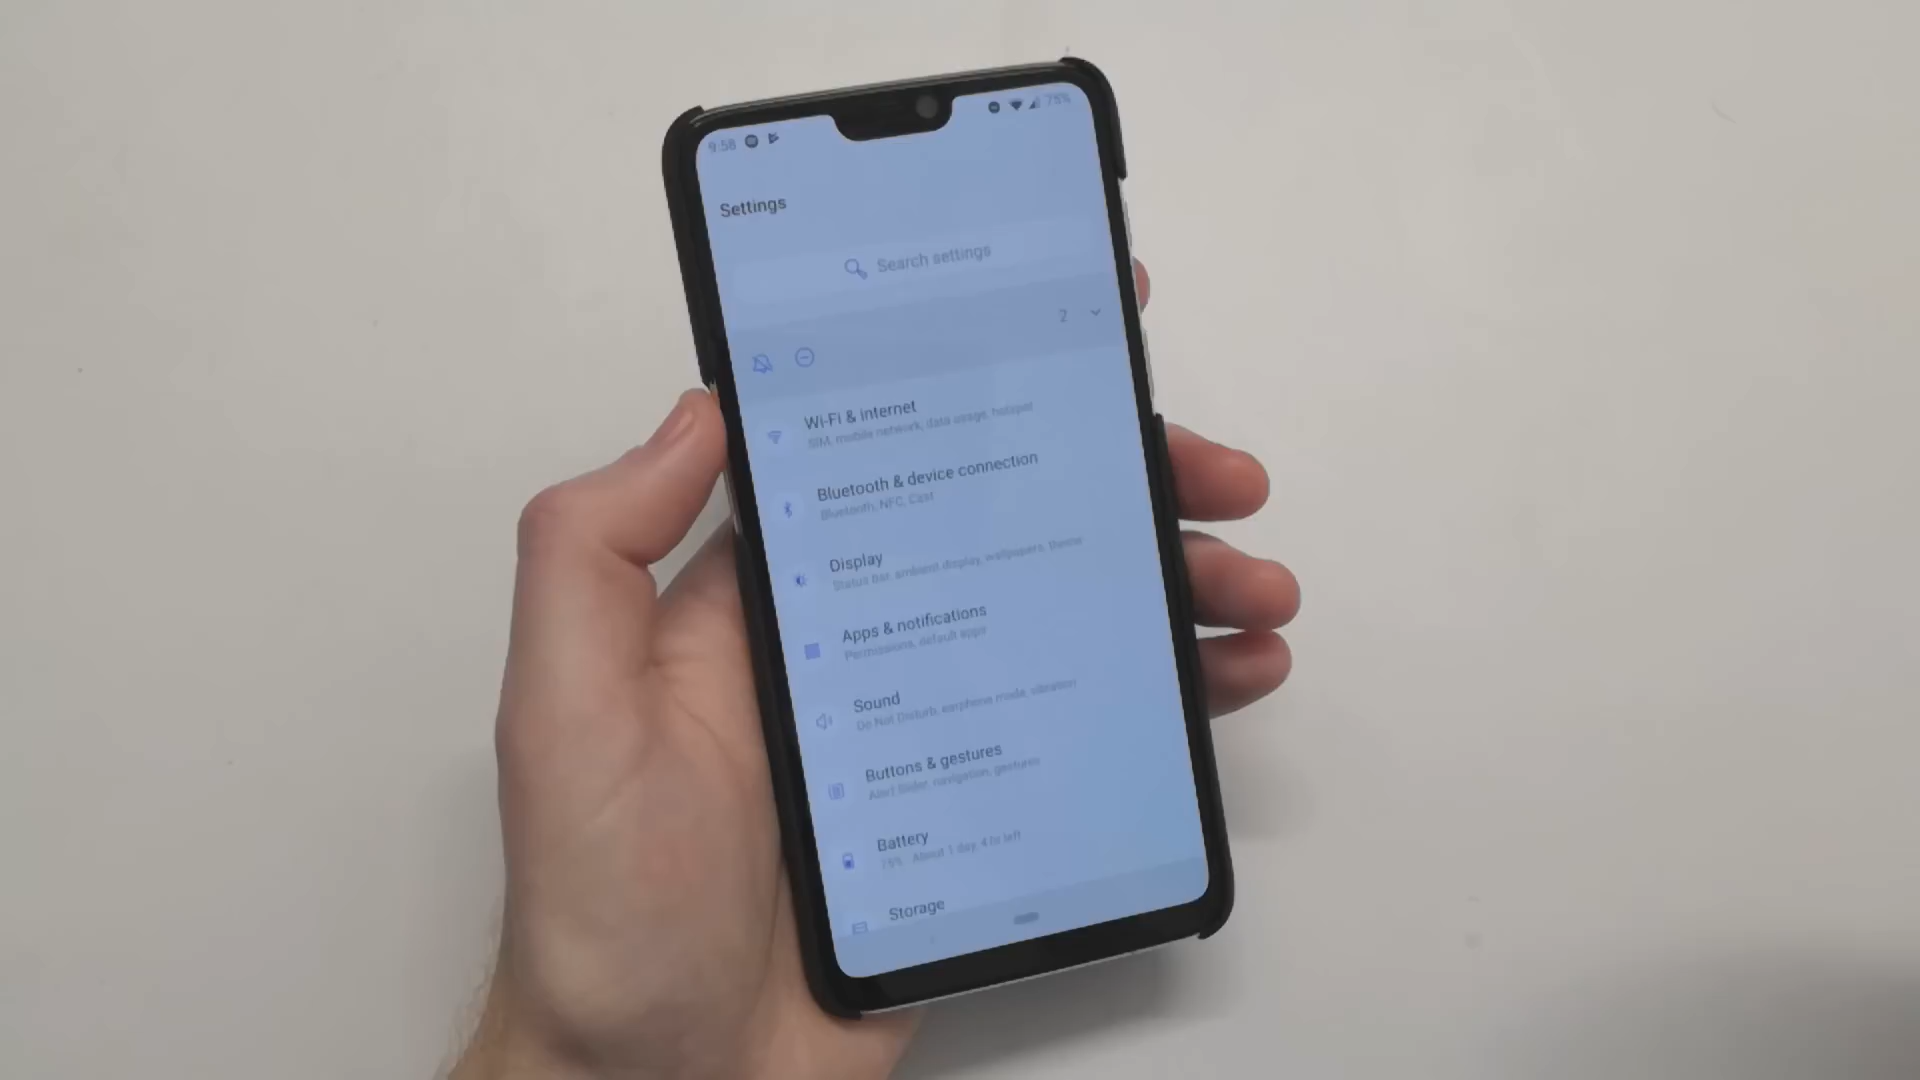 9:58
75%
Settings
Search settings
2
Wi-Fi & internet
SIM, mobile network, data usage, hotspot
Bluetooth & device connection
Bluetooth, NFC, Cast
Display
Status bar, ambient display, wallpapers, theme
Apps & notifications
Permissions, default apps
Sound
Do Not Disturb, earphone mode, vibration
Buttons & gestures
Alert Slider, navigation, gestures
Battery
75% About 1 day, 4 hr left
Storage